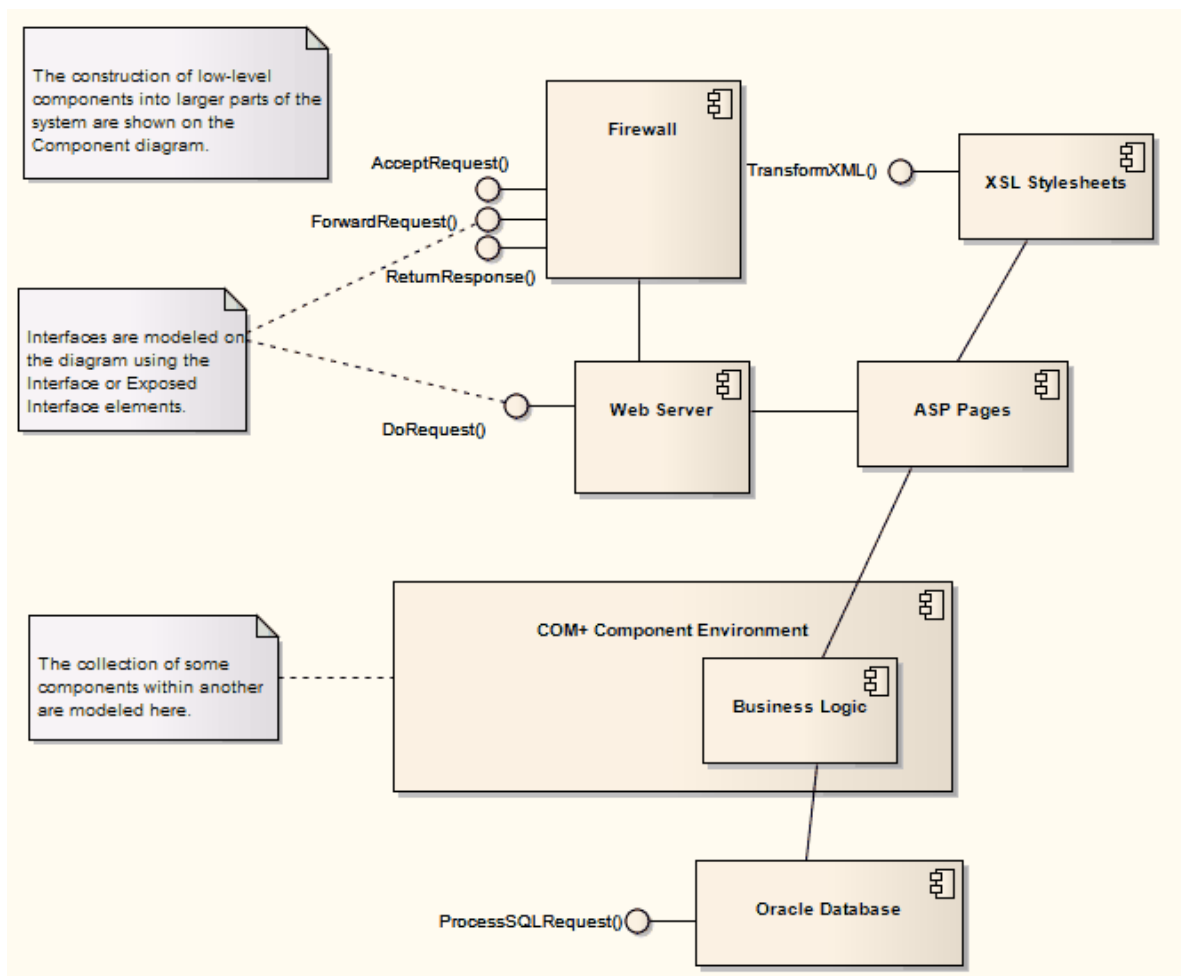 The construction of low-level
components into larger parts of the
system are shown on the
Component diagram.
Firewall
AcceptRequest()
ForwardRequest()
ReturnResponse()
TransformXML()
XSL Stylesheets
Interfaces are modeled on
the diagram using the
Interface or Exposed
Interface elements.
DoRequest()
Web Server
ASP Pages
COM+ Component Environment
The collection of some
components within another
are modeled here.
Business Logic
Oracle Database
ProcessSQLRequest()